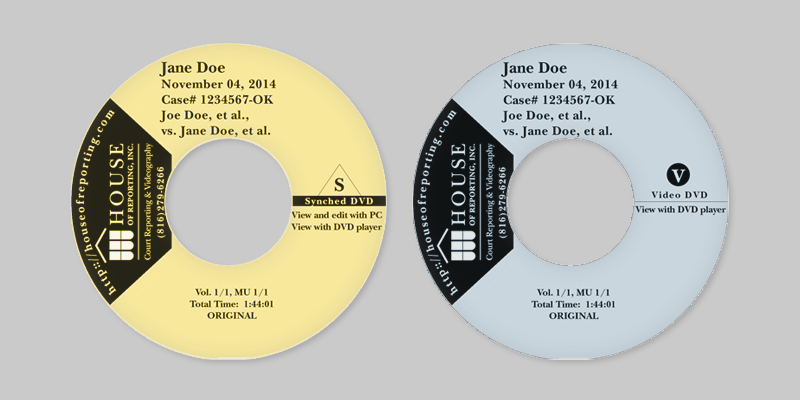 Jane Doe
November 04, 2014
Case# 1234567-OK
Joe Doe, et al.,
vs. Jane Doe, et al.
http://houseofreporting.com
HOUSE
OF REPORTING, INC.
Court Reporting & Videography
(816)279-6266
S
Synched DVD
View and edit with PC
View with DVD player
Vol. 1/1, MU 1/1
Total Time: 1:44:01
ORIGINAL
Jane Doe
November 04, 2014
Case# 1234567-OK
Joe Doe, et al.,
vs. Jane Doe, et al.
http://houseofreporting.com
HOUSE
OF REPORTING, INC.
Court Reporting & Videography
(816)279-6266
V
Video DVD
View with DVD player
Vol. 1/1, MU 1/1
Total Time: 1:44:01
ORIGINAL